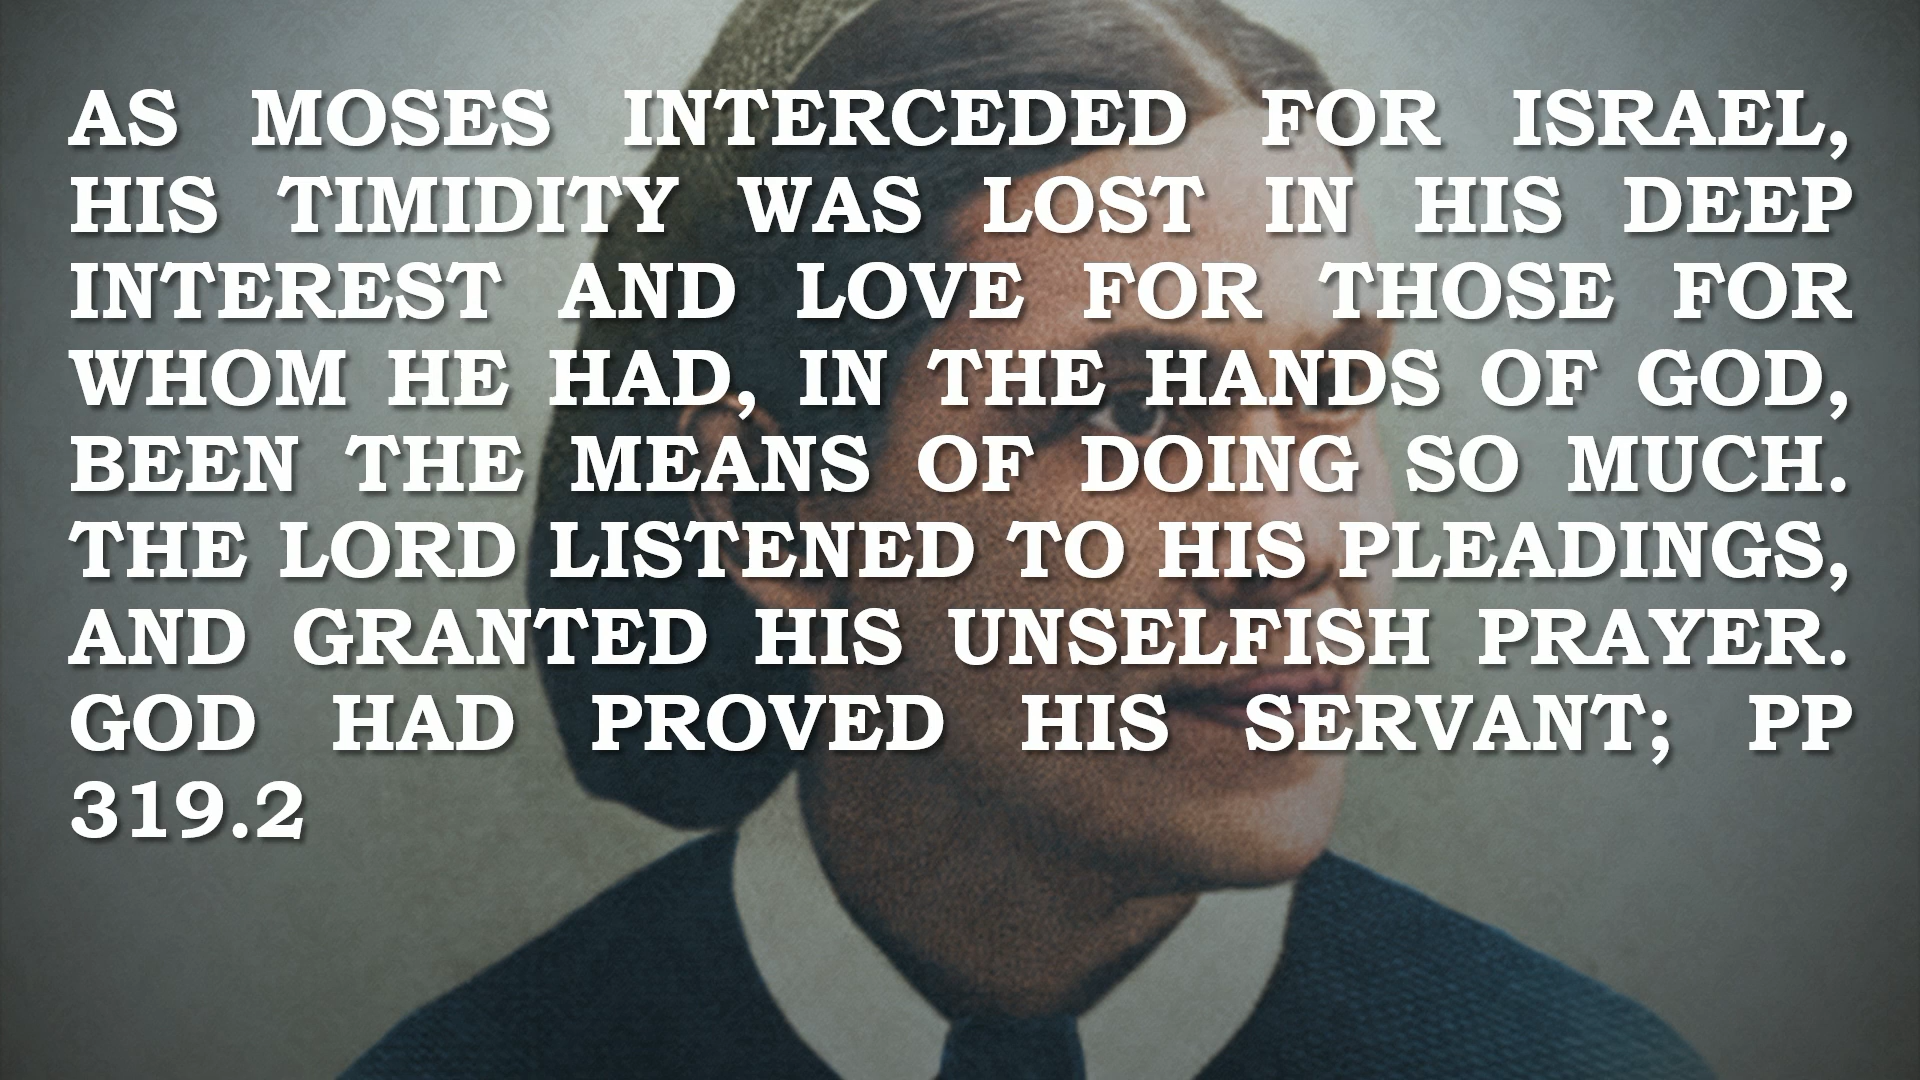 AS MOSES INTERCEDED FOR ISRAEL,
HIS TIMIDITY WAS LOST IN HIS DEEP
INTEREST AND LOVE FOR THOSE FOR
WHOM HE HAD, IN THE HANDS OF GOD,
BEEN THE MEANS OF DOING SO MUCH.
THE LORD LISTENED TO HIS PLEADINGS,
AND GRANTED HIS UNSELFISH PRAYER.
GOD HAD PROVED HIS SERVANT; PP
319.2